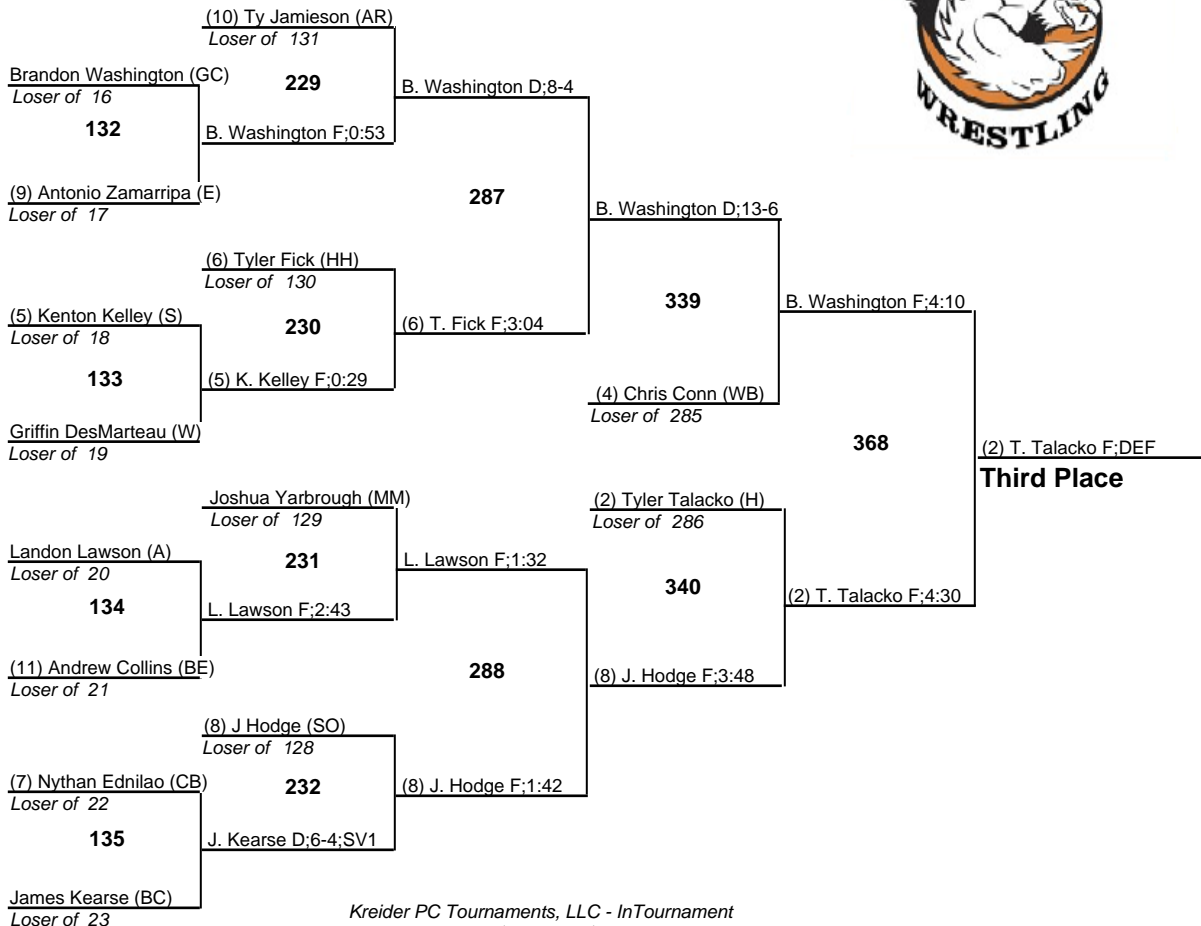 (10) Ty Jamieson (AR)
Loser of 131
WRESTLING
Brandon Washington (GC)
Loser of 16
229
B. Washington D;8-4
132
B. Washington F;0:53
(9) Antonio Zamarripa (E)
Loser of 17
287
B. Washington D;13-6
(6) Tyler Fick (HH)
Loser of 130
339
B. Washington F;4:10
(5) Kenton Kelley (S)
Loser of 18
230
(6) T. Fick F;3:04
133
(5) K. Kelley F;0:29
(4) Chris Conn (WB)
Loser of 285
Griffin DesMarteau (W)
Loser of 19
368
(2) T. Talacko F;DEF
Third Place
Joshua Yarbrough (MM)
Loser of 129
(2) Tyler Talacko (H)
Loser of 286
Landon Lawson (A)
Loser of 20
231
L. Lawson F;1:32
340
134
L. Lawson F;2:43
(2) T. Talacko F;4:30
(11) Andrew Collins (BE)
Loser of 21
288
(8) J. Hodge F;3:48
(8) J Hodge (SO)
Loser of 128
(7) Nythan Ednilao (CB)
Loser of 22
232
(8) J. Hodge F;1:42
135
J. Kearse D;6-4;SV1
James Kearse (BC)
Loser of 23
Kreider PC Tournaments, LLC - InTournament